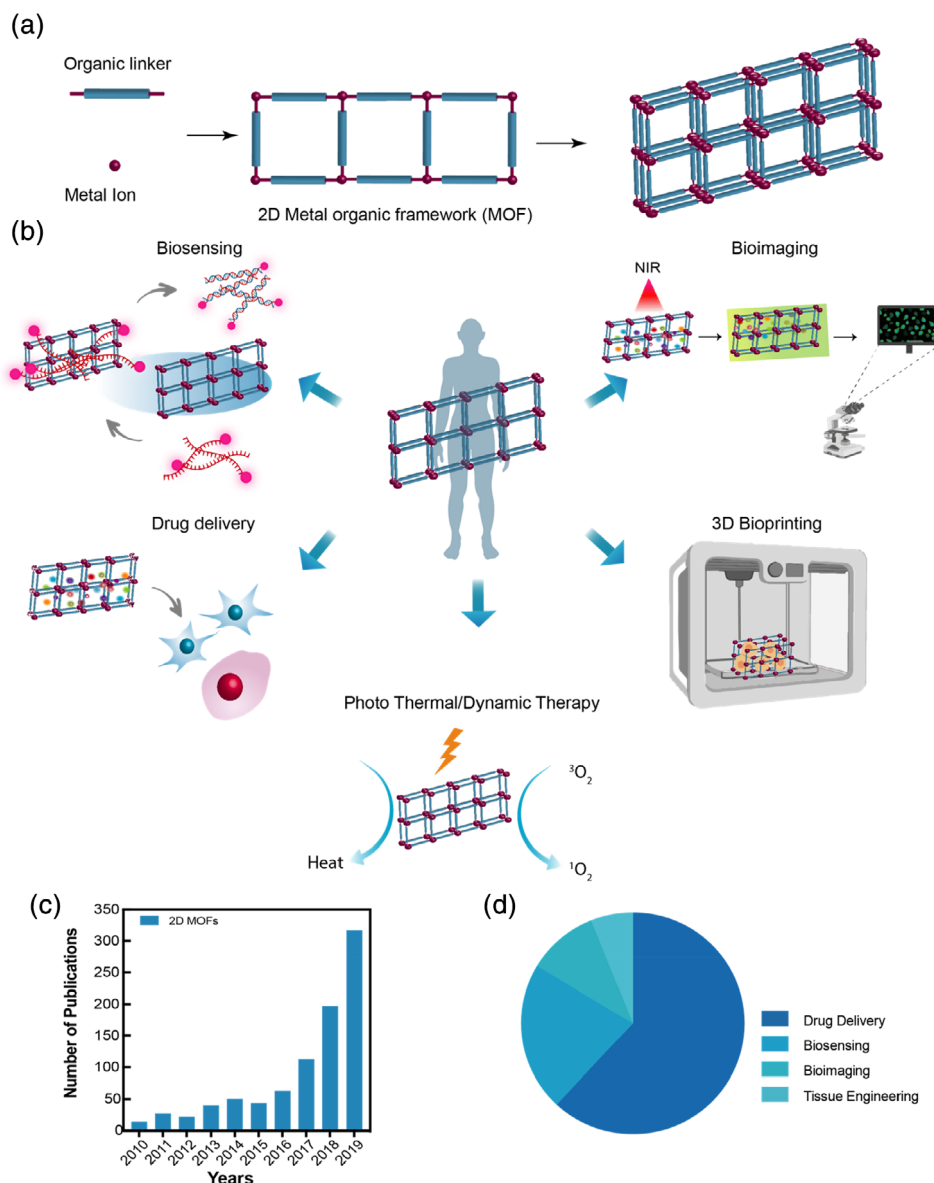 (a)
Organic linker
Metal Ion
2D Metal organic framework (MOF)
(b)
Biosensing
Bioimaging
NIR
Drug delivery
3D Bioprinting
Photo Thermal/Dynamic Therapy
³O₂
Heat
¹O₂
(c)
350
300
250
200
150
100
50
0
Number of Publications
2D MOFs
2010
2011
2012
2013
2014
2015
2016
2017
2018
2019
Years
(d)
Drug Delivery
Biosensing
Bioimaging
Tissue Engineering